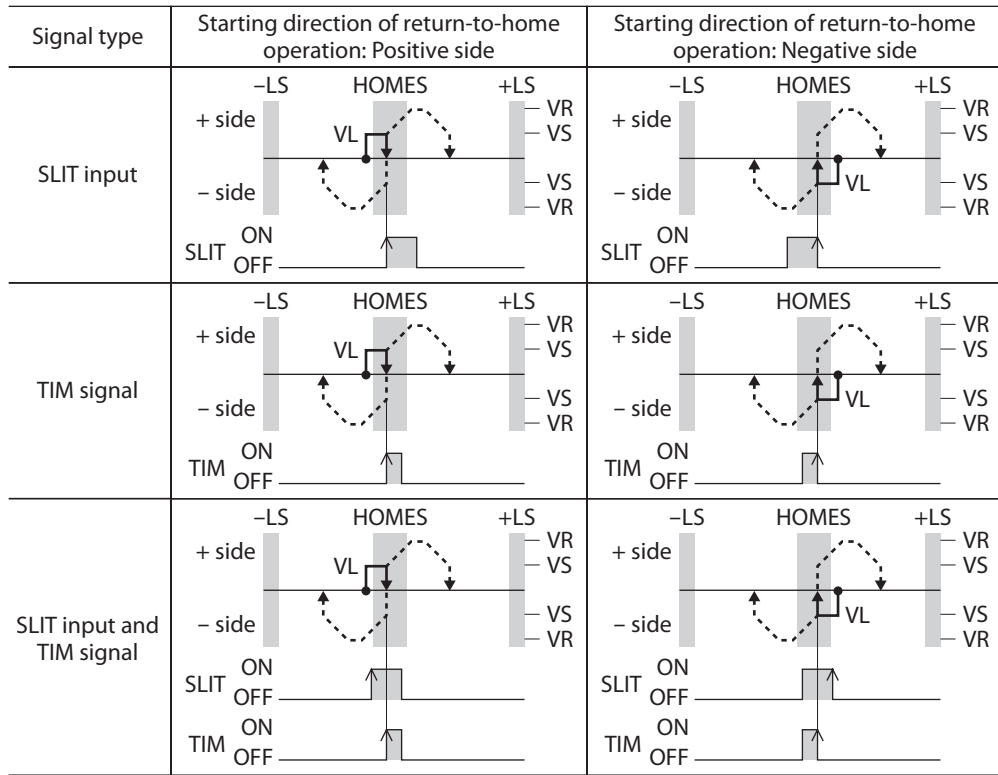 Signal type
Starting direction of return-to-home
operation: Positive side
Starting direction of return-to-home
operation: Negative side
SLIT input
–LS HOMES +LS
+ side
VL
VR
VS
– side
VS
VR
SLIT
ON
OFF
–LS HOMES +LS
+ side
VR
VS
– side
VL
VS
VR
SLIT
ON
OFF
TIM signal
–LS HOMES +LS
+ side
VL
VR
VS
– side
VS
VR
TIM
ON
OFF
–LS HOMES +LS
+ side
VR
VS
– side
VL
VS
VR
TIM
ON
OFF
SLIT input and
TIM signal
–LS HOMES +LS
+ side
VL
VR
VS
– side
VS
VR
SLIT
ON
OFF
TIM
ON
OFF
–LS HOMES +LS
+ side
VR
VS
– side
VL
VS
VR
SLIT
ON
OFF
TIM
ON
OFF